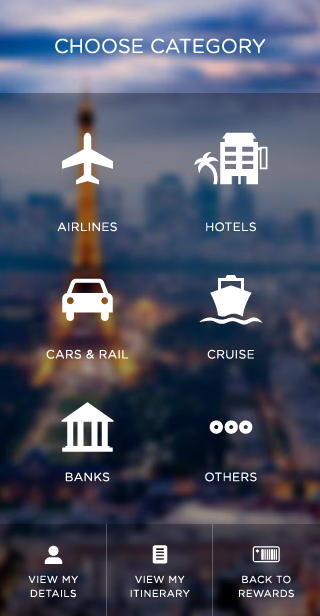 CHOOSE CATEGORY
AIRLINES
HOTELS
CARS & RAIL
CRUISE
BANKS
OTHERS
VIEW MY
DETAILS
VIEW MY
ITINERARY
BACK TO
REWARDS